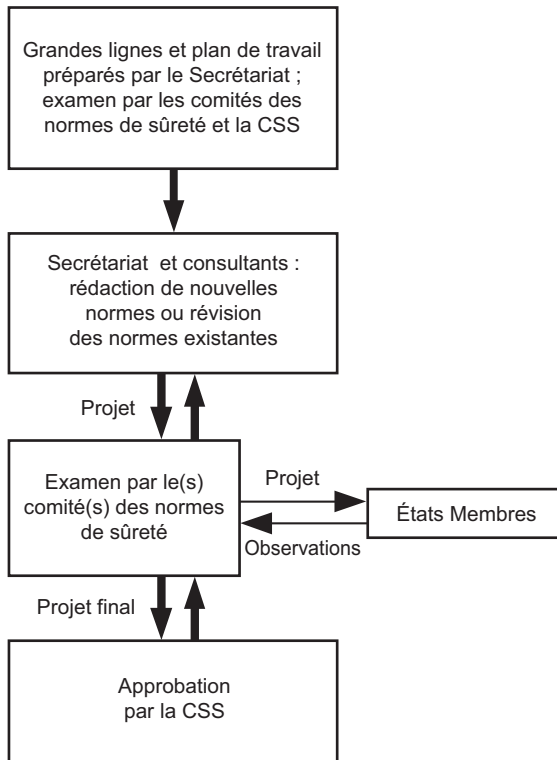 Grandes lignes et plan de travail
préparés par le Secrétariat ;
examen par les comités des
normes de sûreté et la CSS
Secrétariat et consultants :
rédaction de nouvelles
normes ou révision
des normes existantes
Projet
Examen par le(s)
comité(s) des normes
de sûreté
Projet
États Membres
Observations
Projet final
Approbation
par la CSS